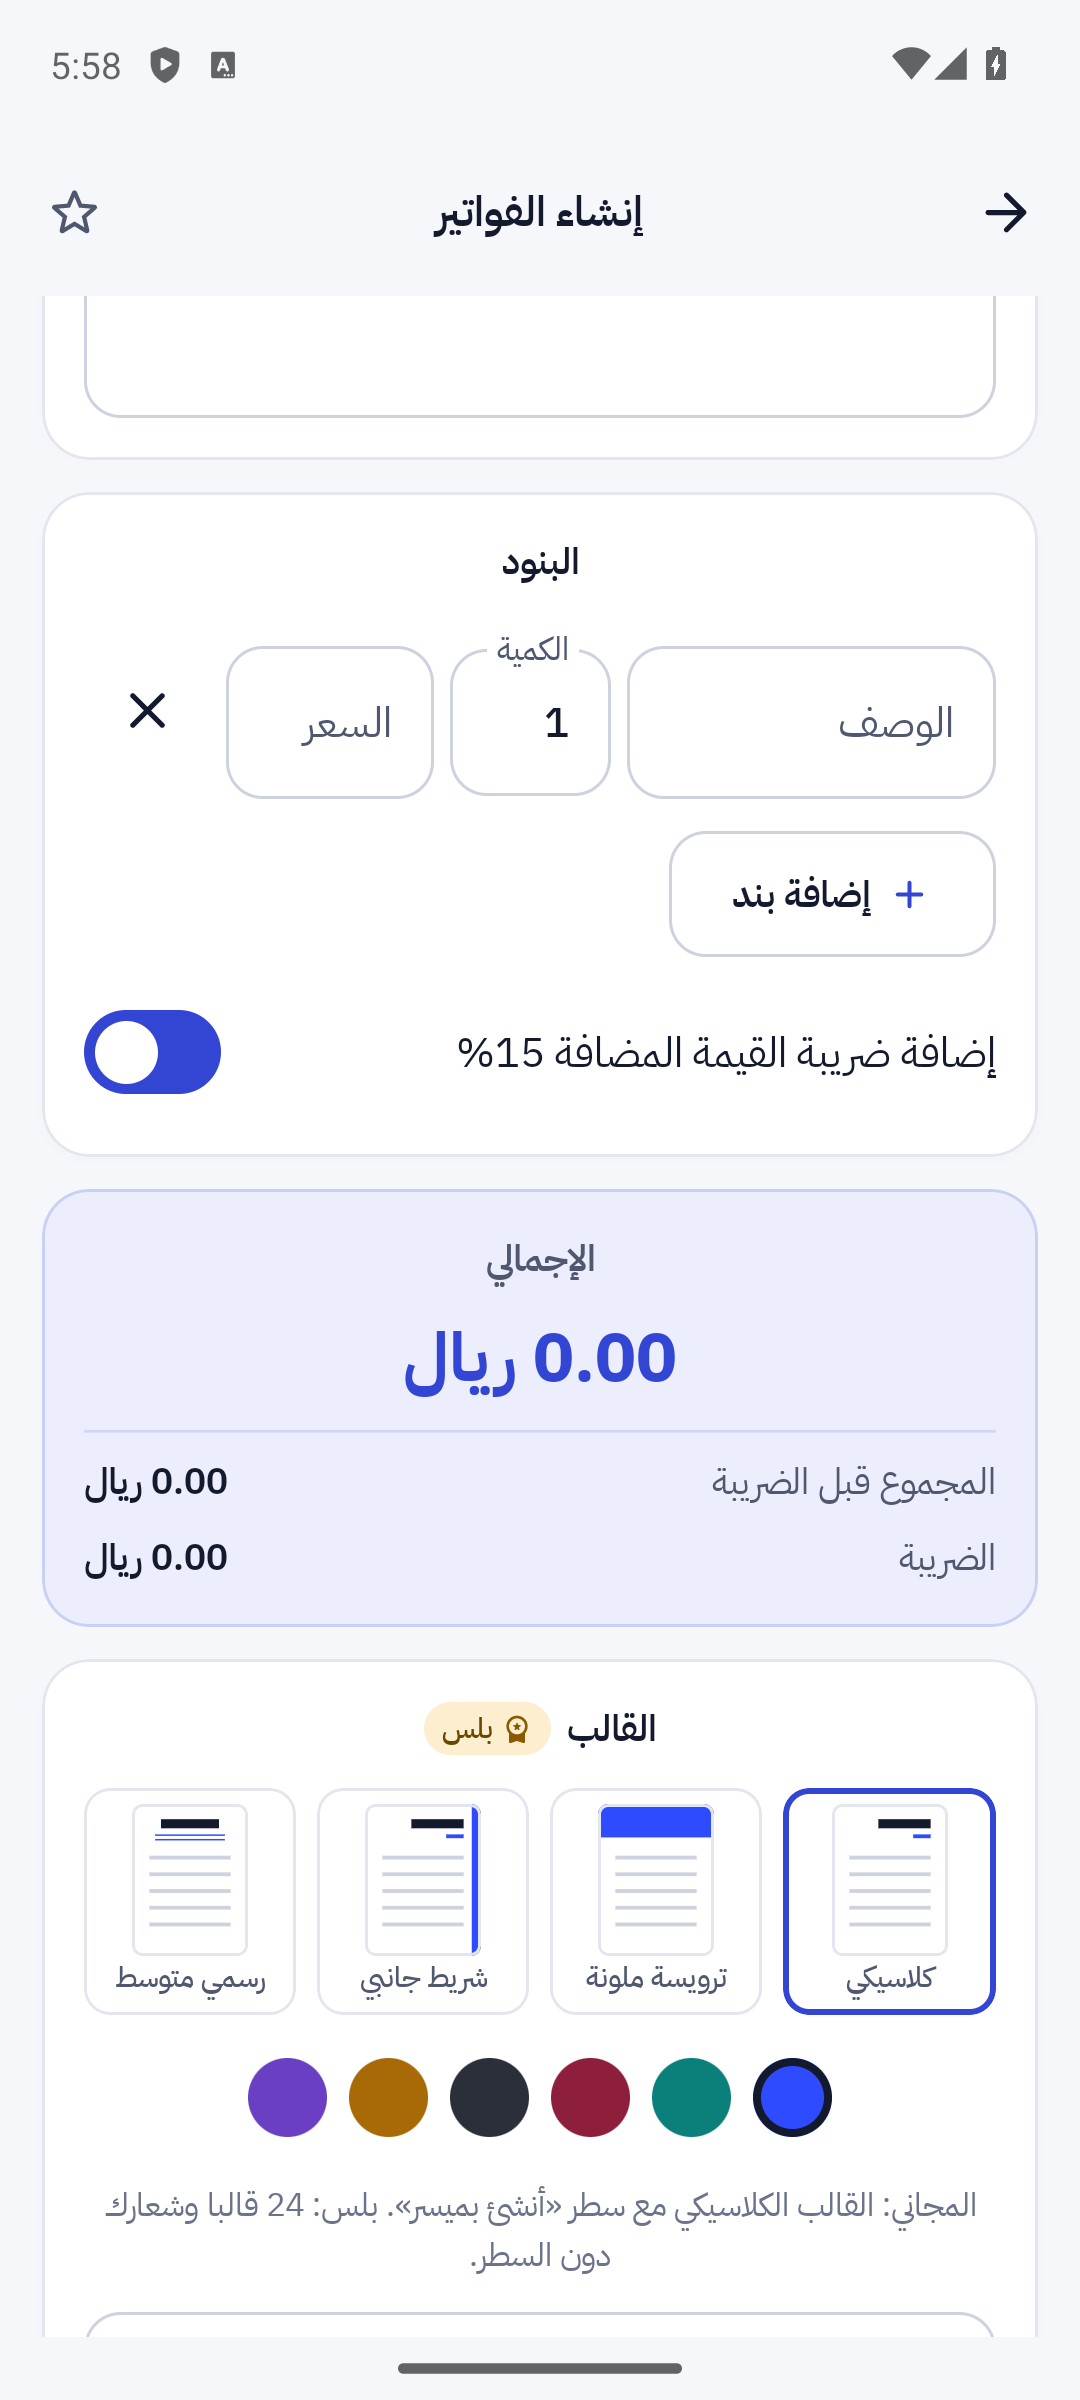 5:58
إنشاء الفواتير
البنود
الوصف
الكمية
1
السعر
إضافة بند
إضافة ضريبة القيمة المضافة 15%
الإجمالي
0.00 ريال
المجموع قبل الضريبة 0.00 ريال
الضريبة 0.00 ريال
القالب بلس
كلاسيكي
ترويسة ملونة
شريط جانبي
رسمي متوسط
المجاني: القالب الكلاسيكي مع سطر «أنشئ بميسر». بلس: 24 قالبا وشعارك
دون السطر.